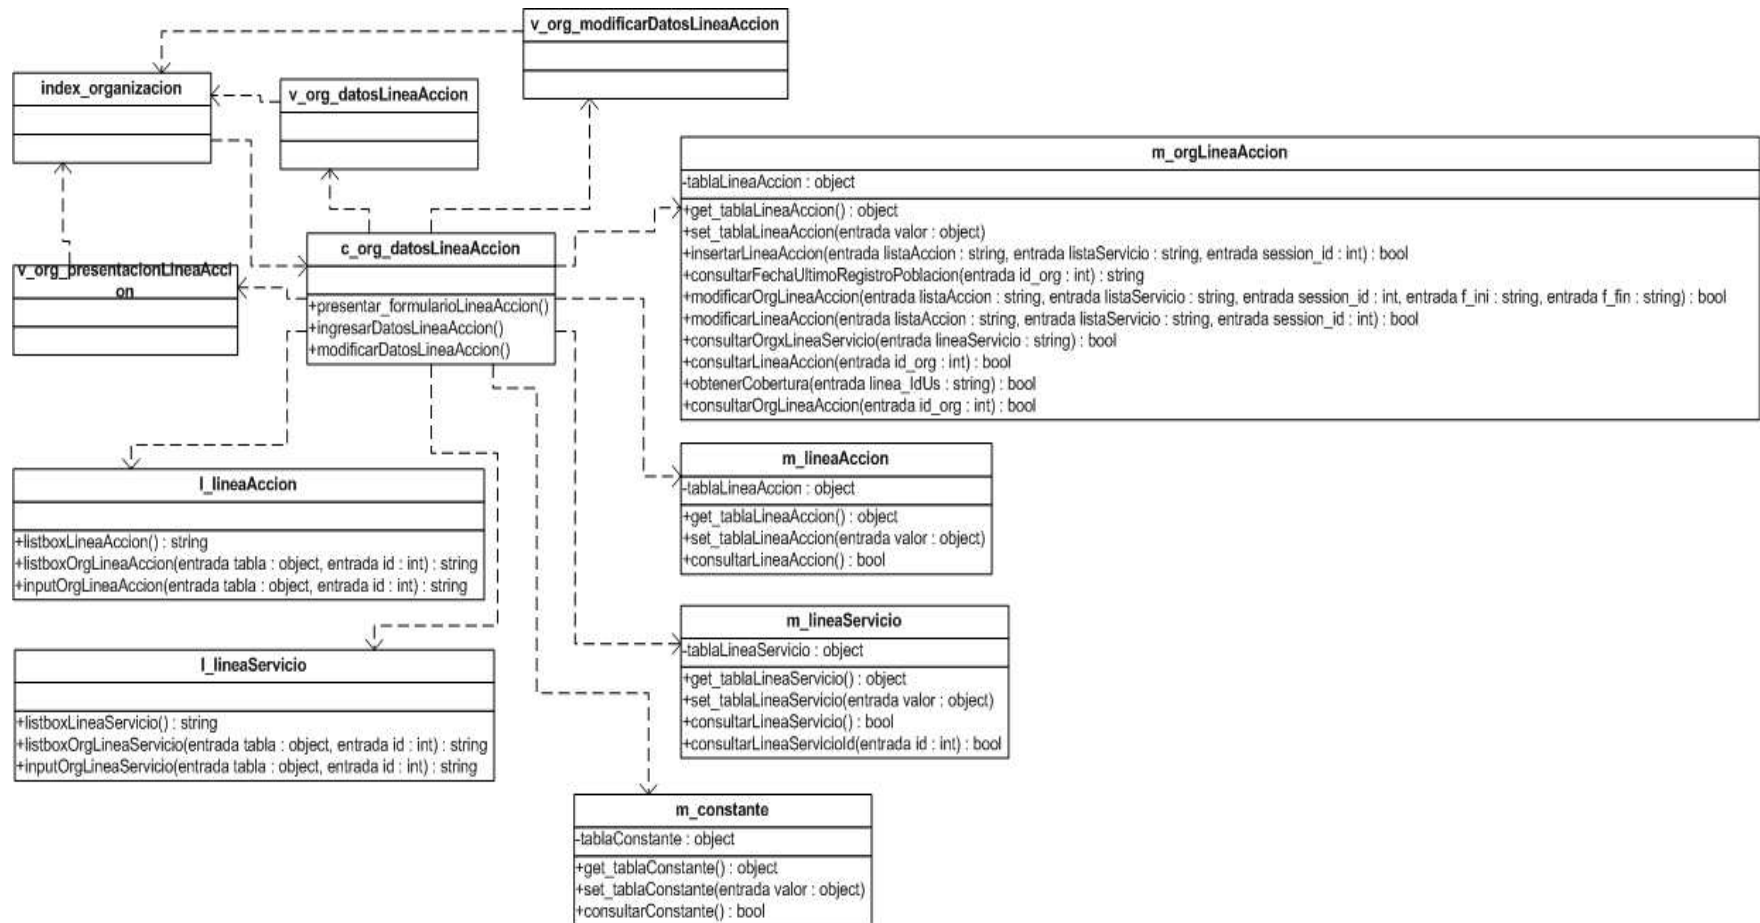 v_org_modificarDatosLineaAccion
index_organizacion
v_org_datosLineaAccion
m_orgLineaAccion
-tablaLineaAccion : object
+get_tablaLineaAccion() : object
+set_tablaLineaAccion(entrada valor : object)
+insertarLineaAccion(entrada listaAccion : string, entrada listaServicio : string, entrada session_id : int) : bool
+consultarFechaUltimoRegistroPoblacion(entrada id_org : int) : string
+modificarOrgLineaAccion(entrada listaAccion : string, entrada listaServicio : string, entrada session_id : int, entrada f_ini : string, entrada f_fin : string) : bool
+modificarLineaAccion(entrada listaAccion : string, entrada listaServicio : string, entrada session_id : int) : bool
+consultarOrgxLineaServicio(entrada lineaServicio : string) : bool
+consultarLineaAccion(entrada id_org : int) : bool
+obtenerCobertura(entrada linea_IdUs : string) : bool
+consultarOrgLineaAccion(entrada id_org : int) : bool
c_org_datosLineaAccion
+presentar_formularioLineaAccion()
+ingresarDatosLineaAccion()
+modificarDatosLineaAccion()
v_org_presentacionLineaAcci
on
l_lineaAccion
+listboxLineaAccion() : string
+listboxOrgLineaAccion(entrada tabla : object, entrada id : int) : string
+inputOrgLineaAccion(entrada tabla : object, entrada id : int) : string
m_lineaAccion
-tablaLineaAccion : object
+get_tablaLineaAccion() : object
+set_tablaLineaAccion(entrada valor : object)
+consultarLineaAccion() : bool
l_lineaServicio
+listboxLineaServicio() : string
+listboxOrgLineaServicio(entrada tabla : object, entrada id : int) : string
+inputOrgLineaServicio(entrada tabla : object, entrada id : int) : string
m_lineaServicio
-tablaLineaServicio : object
+get_tablaLineaServicio() : object
+set_tablaLineaServicio(entrada valor : object)
+consultarLineaServicio() : bool
+consultarLineaServicioId(entrada id : int) : bool
m_constante
-tablaConstante : object
+get_tablaConstante() : object
+set_tablaConstante(entrada valor : object)
+consultarConstante() : bool